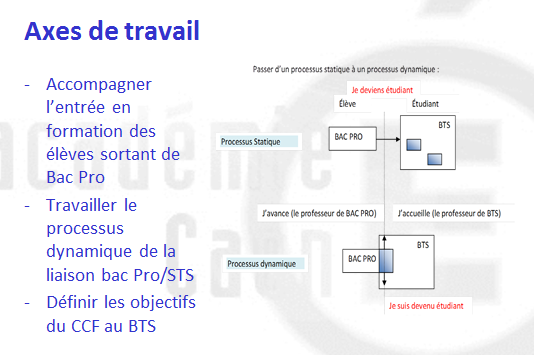 Axes de travail
- Accompagner
l'entrée en
formation des
élèves sortant de
Bac Pro
- Travailler le
processus
dynamique de la
liaison bac Pro/STS
- Définir les objectifs
du CCF au BTS
Passer d'un processus statique à un processus dynamique :
Je deviens étudiant
Élève
Étudiant
BTS
BAC PRO
Processus Statique
J'avance (le professeur de BAC PRO)
J'accueille (le professeur de BTS)
BTS
BAC PRO
Processus dynamique
Je suis devenu étudiant
académie
Caen